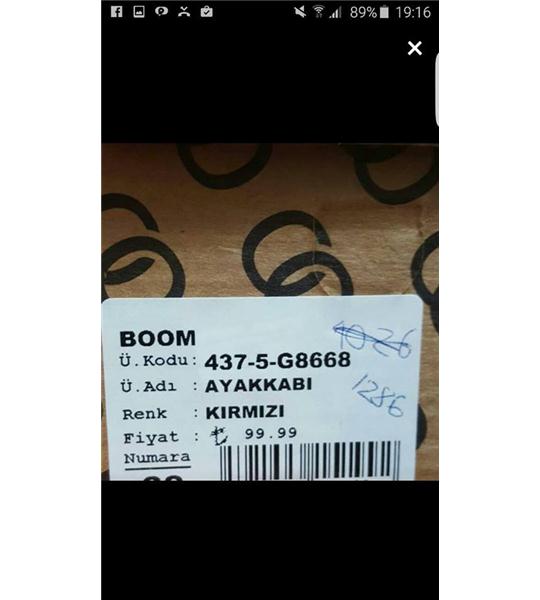 89% 19:16
BOOM
1026
Ü.Kodu : 437-5-G8668
Ü.Adı : AYAKKABI
1286
Renk : KIRMIZI
Fiyat : ₺ 99.99
Numara